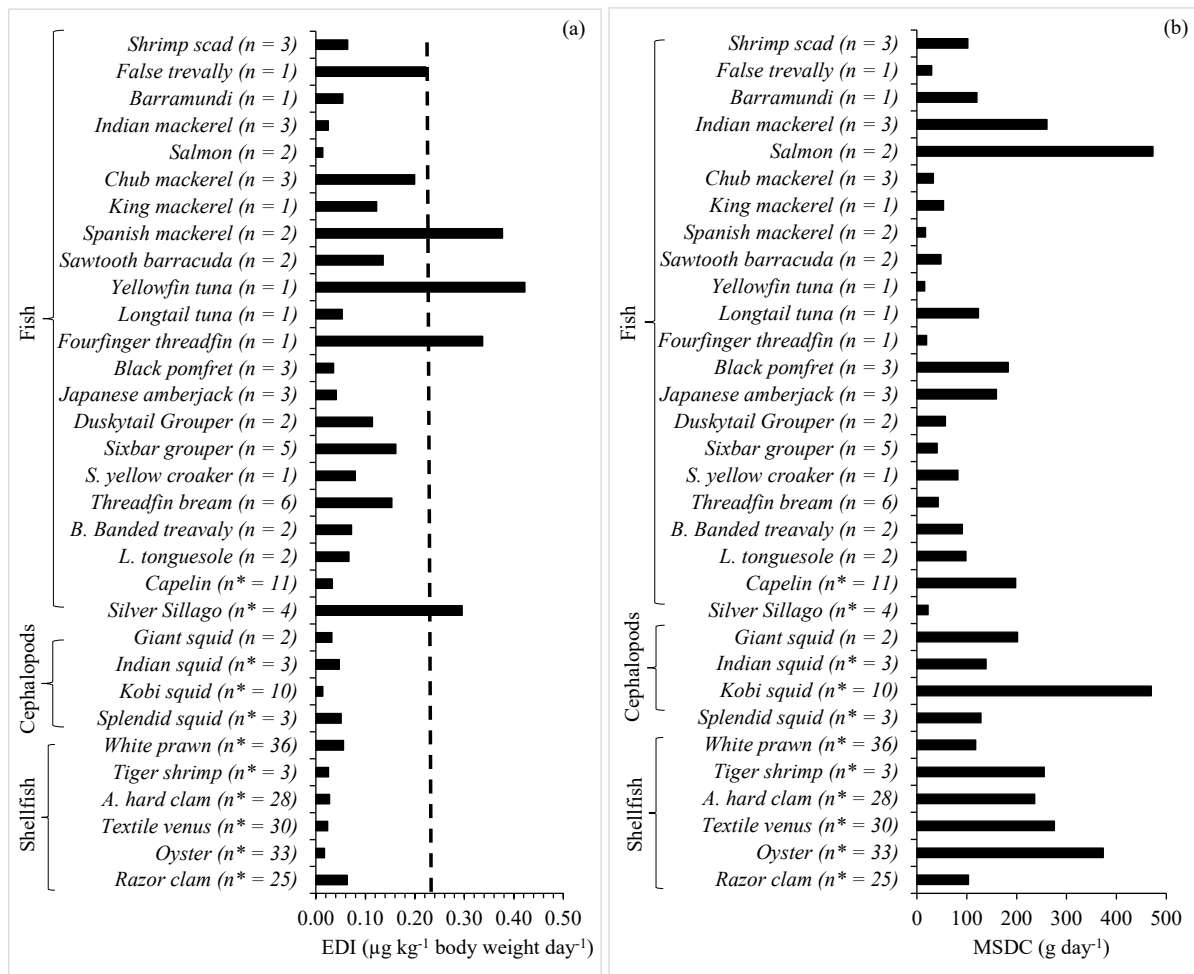 (a)
Shrimp scad (n = 3)
False trevally (n = 1)
Barramundi (n = 1)
Indian mackerel (n = 3)
Salmon (n = 2)
Chub mackerel (n = 3)
King mackerel (n = 1)
Spanish mackerel (n = 2)
Sawtooth barracuda (n = 2)
Yellowfin tuna (n = 1)
Longtail tuna (n = 1)
Fourfinger threadfin (n = 1)
Black pomfret (n = 3)
Japanese amberjack (n = 3)
Duskytail Grouper (n = 2)
Sixbar grouper (n = 5)
S. yellow croaker (n = 1)
Threadfin bream (n = 6)
B. Banded treavaly (n = 2)
L. tonguesole (n = 2)
Capelin (n* = 11)
Silver Sillago (n* = 4)
Giant squid (n = 2)
Indian squid (n* = 3)
Kobi squid (n* = 10)
Splendid squid (n* = 3)
White prawn (n* = 36)
Tiger shrimp (n* = 3)
A. hard clam (n* = 28)
Textile venus (n* = 30)
Oyster (n* = 33)
Razor clam (n* = 25)
Fish
Cephalopods
Shellfish
0.00 0.10 0.20 0.30 0.40 0.50
EDI (µg kg⁻¹ body weight day⁻¹)
(b)
Shrimp scad (n = 3)
False trevally (n = 1)
Barramundi (n = 1)
Indian mackerel (n = 3)
Salmon (n = 2)
Chub mackerel (n = 3)
King mackerel (n = 1)
Spanish mackerel (n = 2)
Sawtooth barracuda (n = 2)
Yellowfin tuna (n = 1)
Longtail tuna (n = 1)
Fourfinger threadfin (n = 1)
Black pomfret (n = 3)
Japanese amberjack (n = 3)
Duskytail Grouper (n = 2)
Sixbar grouper (n = 5)
S. yellow croaker (n = 1)
Threadfin bream (n = 6)
B. Banded treavaly (n = 2)
L. tonguesole (n = 2)
Capelin (n* = 11)
Silver Sillago (n* = 4)
Giant squid (n = 2)
Indian squid (n* = 3)
Kobi squid (n* = 10)
Splendid squid (n* = 3)
White prawn (n* = 36)
Tiger shrimp (n* = 3)
A. hard clam (n* = 28)
Textile venus (n* = 30)
Oyster (n* = 33)
Razor clam (n* = 25)
Fish
Cephalopods
Shellfish
0 100 200 300 400 500
MSDC (g day⁻¹)